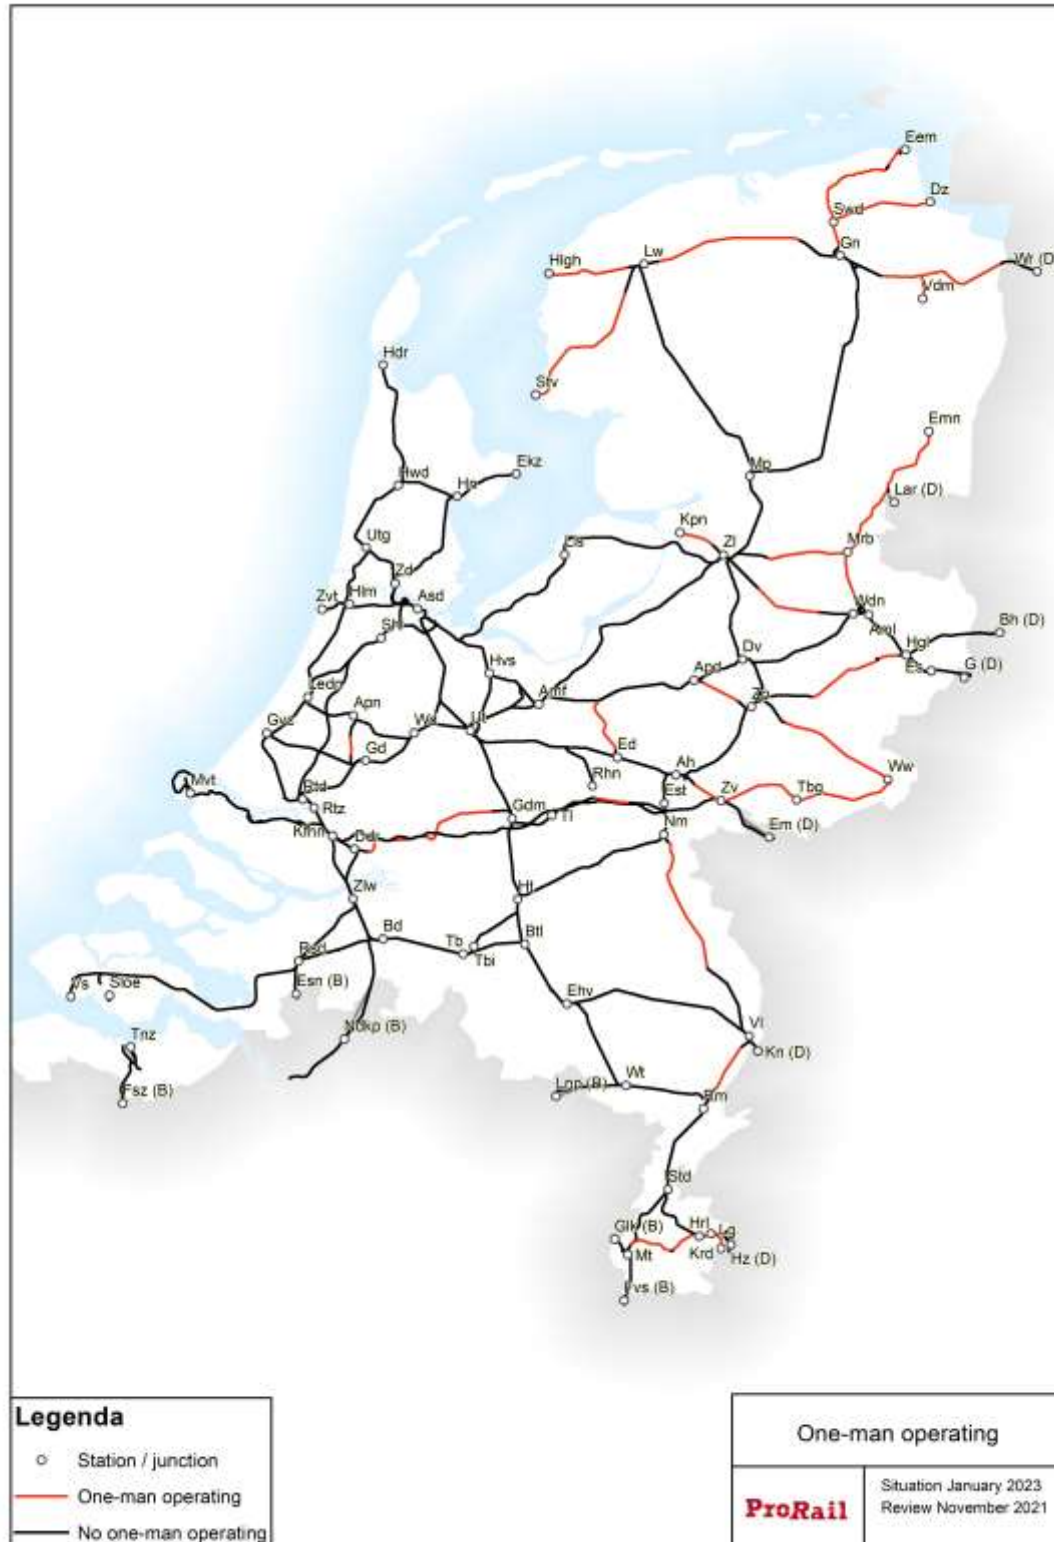 Eem
Dz
Swd
Gn
Lw
Hlgh
Wr (D
Vdm
Hdr
Stv
Emn
Ekz
Mp
Hwd
Hn
Lar (D)
Kpn
Utg
Lls
Zl
Mrb
Zd
Hlm
Zvt
Asd
Wdn
Aml
Shl
Bh (D)
Hgl
Hvs
Dv
Es
G (D)
Apd
Ledn
Amf
Apn
Zp
Gvc
Wd
Ut
Gd
Ed
Ah
Ww
Mvt
Rhn
Rtd
Est
Zv
Tbg
Rtz
Gdm
Tl
Kfhn
Ddr
Nm
Em (D)
Zlw
Ht
Bd
Tb
Btl
Rsd
Tbi
Vs
Sloe
Esn (B)
Ehv
Ndkp (B)
Tnz
Vl
Kn (D)
Fsz (B)
Lnp (B)
Wt
Rm
Std
Glk (B)
Hrl
Lg
Mt
Krd
Hz (D)
Vvs (B)
Legenda
Station / junction
One-man operating
No one-man operating
One-man operating
ProRail
Situation January 2023
Review November 2021